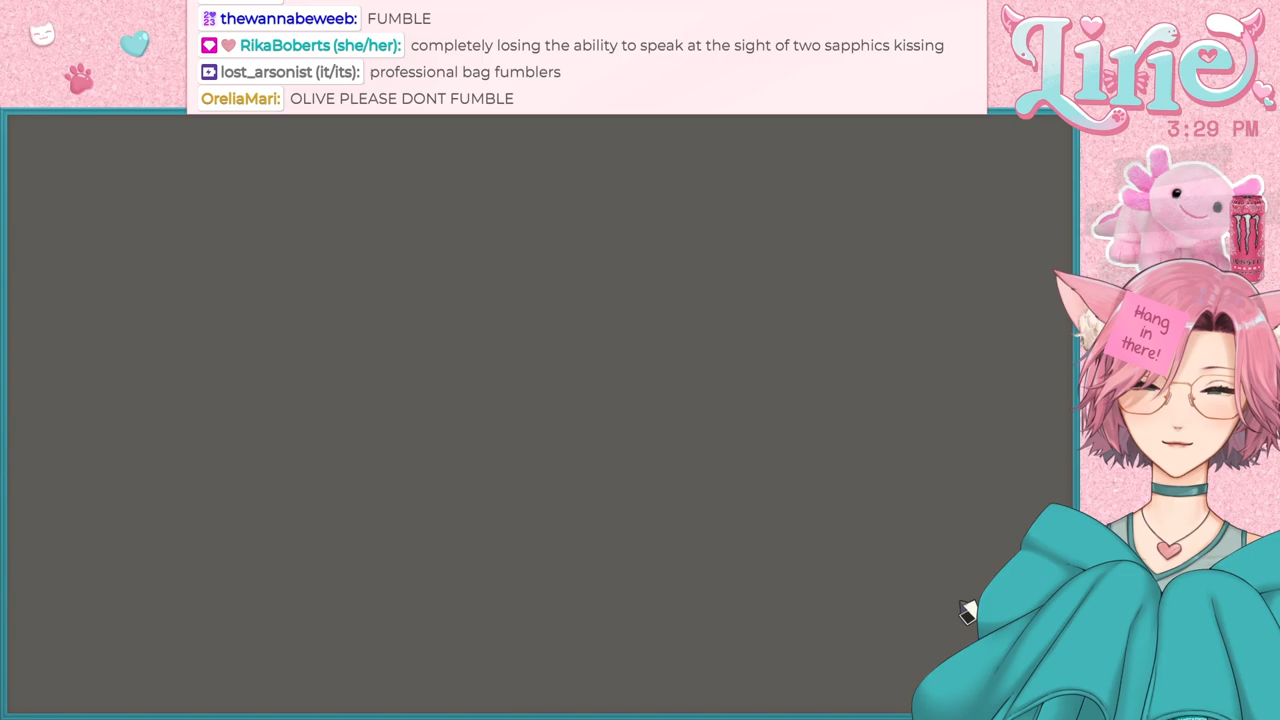 thewannabeweeb: FUMBLE
RikaBoberts (she/her): completely losing the ability to speak at the sight of two sapphics kissing
lost_arsonist (it/its): professional bag fumblers
OreliaMari: OLIVE PLEASE DONT FUMBLE
Lirie
3:29 PM
Hang
in
there!